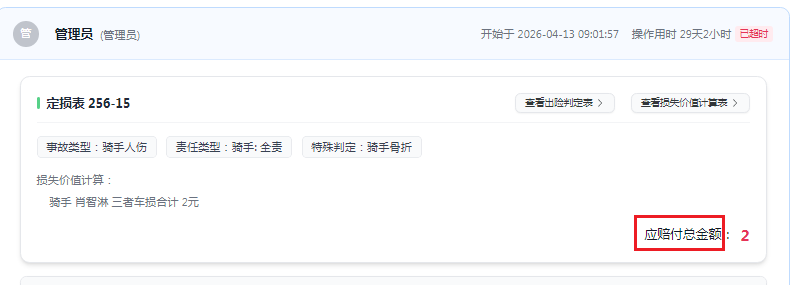 管 管理员 (管理员) 开始于 2026-04-13 09:01:57 操作用时 29天2小时 已超时
定损表 256-15 查看出险判定表 > 查看损失价值计算表 >
事故类型：骑手人伤 责任类型：骑手: 全责 特殊判定：骑手骨折
损失价值计算：
骑手 肖智淋 三者车损合计 2元
应赔付总金额： 2